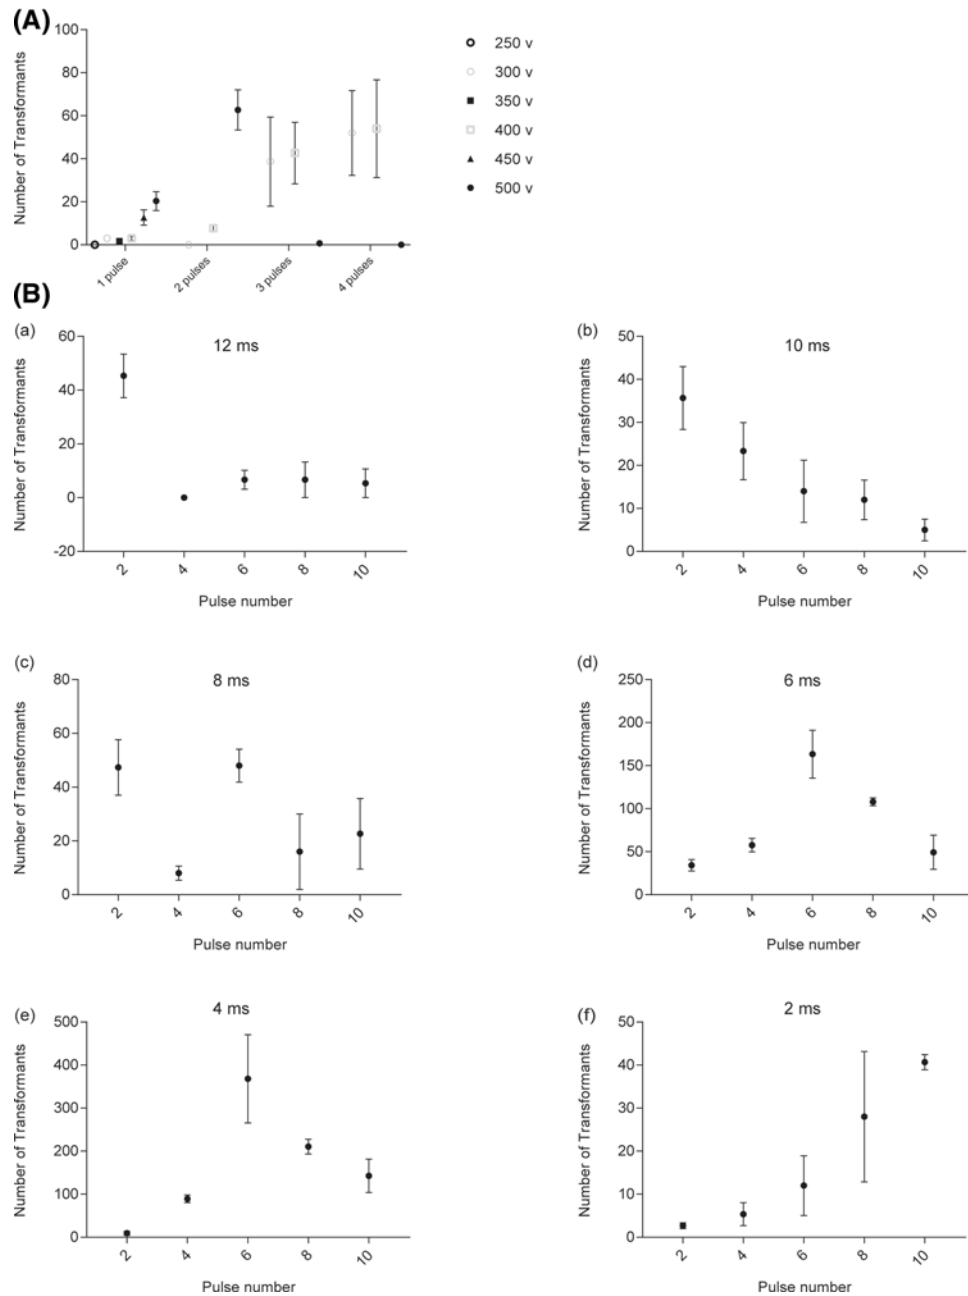 (A)
Number of Transformants
100
80
60
40
20
0
1 pulse
2 pulses
3 pulses
4 pulses
250 v
300 v
350 v
400 v
450 v
500 v
(B)
(a)
12 ms
Number of Transformants
60
40
20
0
-20
2
4
6
8
10
Pulse number
(b)
10 ms
Number of Transformants
50
40
30
20
10
0
2
4
6
8
10
Pulse number
(c)
8 ms
Number of Transformants
80
60
40
20
0
2
4
6
8
10
Pulse number
(d)
6 ms
Number of Transformants
250
200
150
100
50
0
2
4
6
8
10
Pulse number
(e)
4 ms
Number of Transformants
500
400
300
200
100
0
2
4
6
8
10
Pulse number
(f)
2 ms
Number of Transformants
50
40
30
20
10
0
2
4
6
8
10
Pulse number